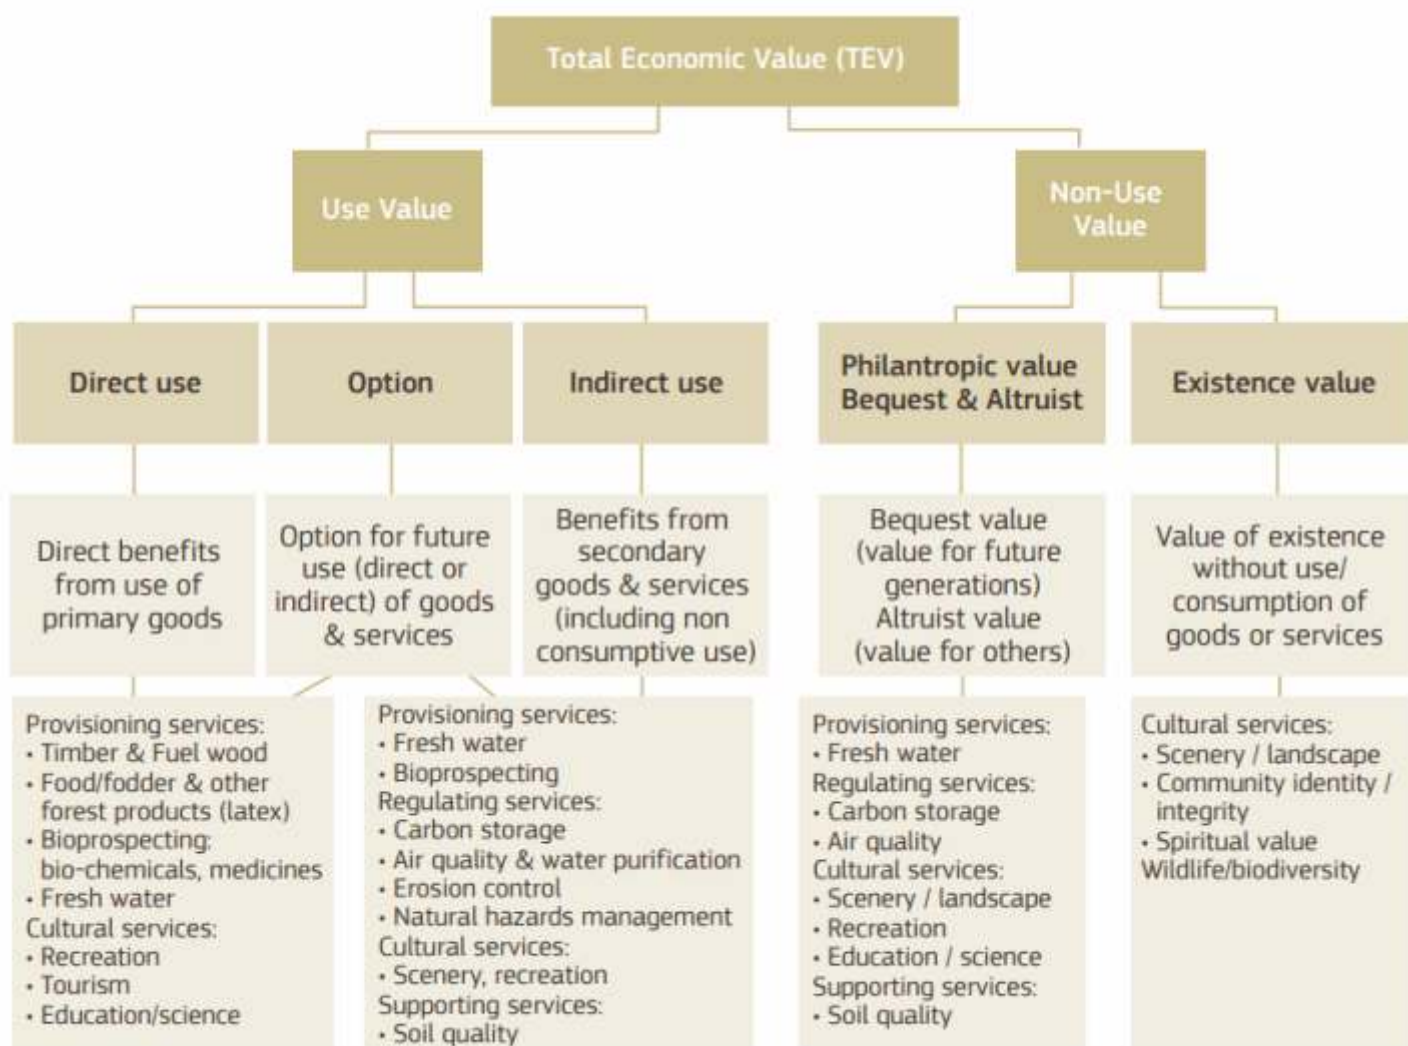 Total Economic Value (TEV)
Use Value
Non-Use
Value
Direct use
Option
Indirect use
Philantropic value
Bequest & Altruist
Existence value
Direct benefits
from use of
primary goods
Option for future
use (direct or
indirect) of goods
& services
Benefits from
secondary
goods & services
(including non
consumptive use)
Bequest value
(value for future
generations)
Altruist value
(value for others)
Value of existence
without use/
consumption of
goods or services
Provisioning services:
• Timber & Fuel wood
• Food/fodder & other
forest products (latex)
• Bioprospecting:
bio-chemicals, medicines
• Fresh water
Cultural services:
• Recreation
• Tourism
• Education/science
Provisioning services:
• Fresh water
• Bioprospecting
Regulating services:
• Carbon storage
• Air quality & water purification
• Erosion control
• Natural hazards management
Cultural services:
• Scenery, recreation
Supporting services:
• Soil quality
Provisioning services:
• Fresh water
Regulating services:
• Carbon storage
• Air quality
Cultural services:
• Scenery / landscape
• Recreation
• Education / science
Supporting services:
• Soil quality
Cultural services:
• Scenery / landscape
• Community identity /
integrity
• Spiritual value
Wildlife/biodiversity